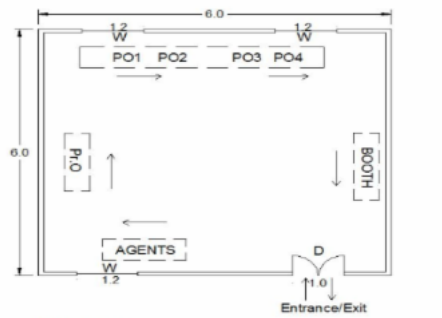 6.0
1.2 1.2
W W
PO1 PO2 PO3 PO4
6.0
Pr.O
BOOTH
AGENTS
W
1.2
D
1.0
Entrance/Exit